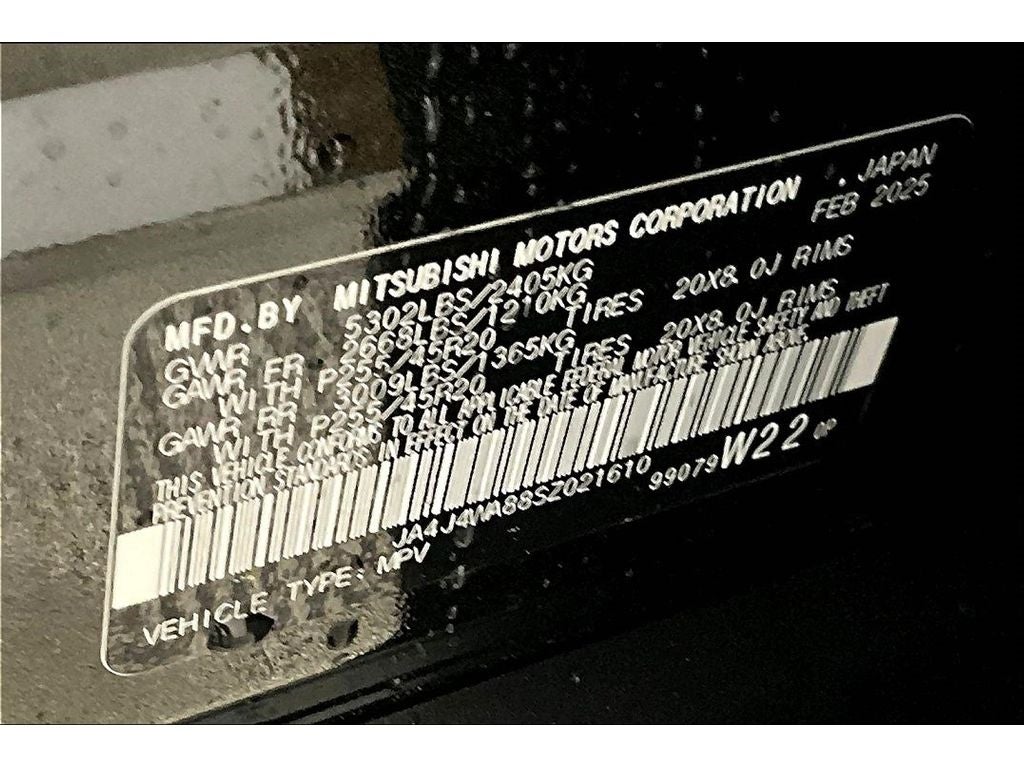 MFD. BY MITSUBISHI MOTORS CORPORATION . JAPAN
FEB 2025
GVWR 5302LBS/2405KG
GAWR FR 2668LBS/1210KG
WITH P255/45R20 TIRES 20X8.0J RIMS
GAWR RR 3009LBS/1365KG
WITH P255/45R20 TIRES 20X8.0J RIMS
THIS VEHICLE CONFORMS TO ALL APPLICABLE FEDERAL MOTOR VEHICLE SAFETY AND THEFT
PREVENTION STANDARDS IN EFFECT ON THE DATE OF MANUFACTURE SHOWN ABOVE.
JA4J4WA88SZ021610 99079 W22 0P
VEHICLE TYPE: MPV